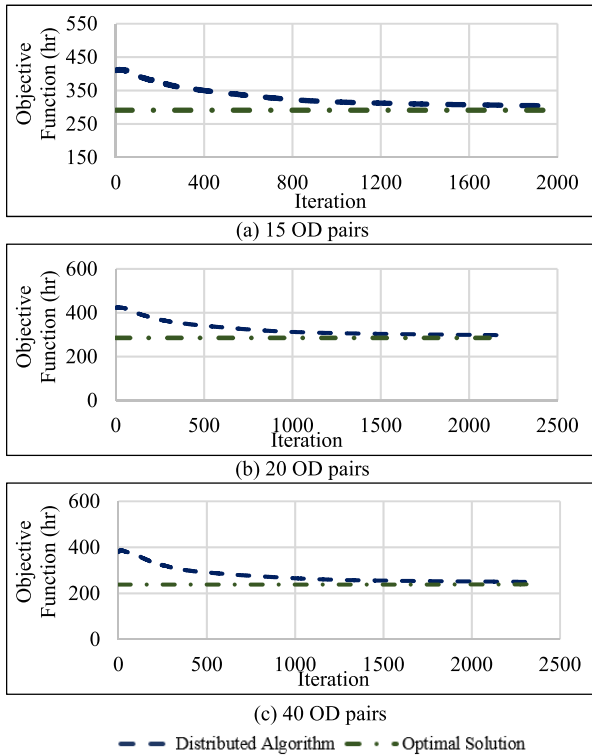 550
450
350
250
150
Objective
Function (hr)
0 400 800 1200 1600 2000
Iteration
(a) 15 OD pairs
600
400
200
0
Objective
Function (hr)
0 500 1000 1500 2000 2500
Iteration
(b) 20 OD pairs
600
400
200
0
Objective
Function (hr)
0 500 1000 1500 2000 2500
Iteration
(c) 40 OD pairs
Distributed Algorithm Optimal Solution